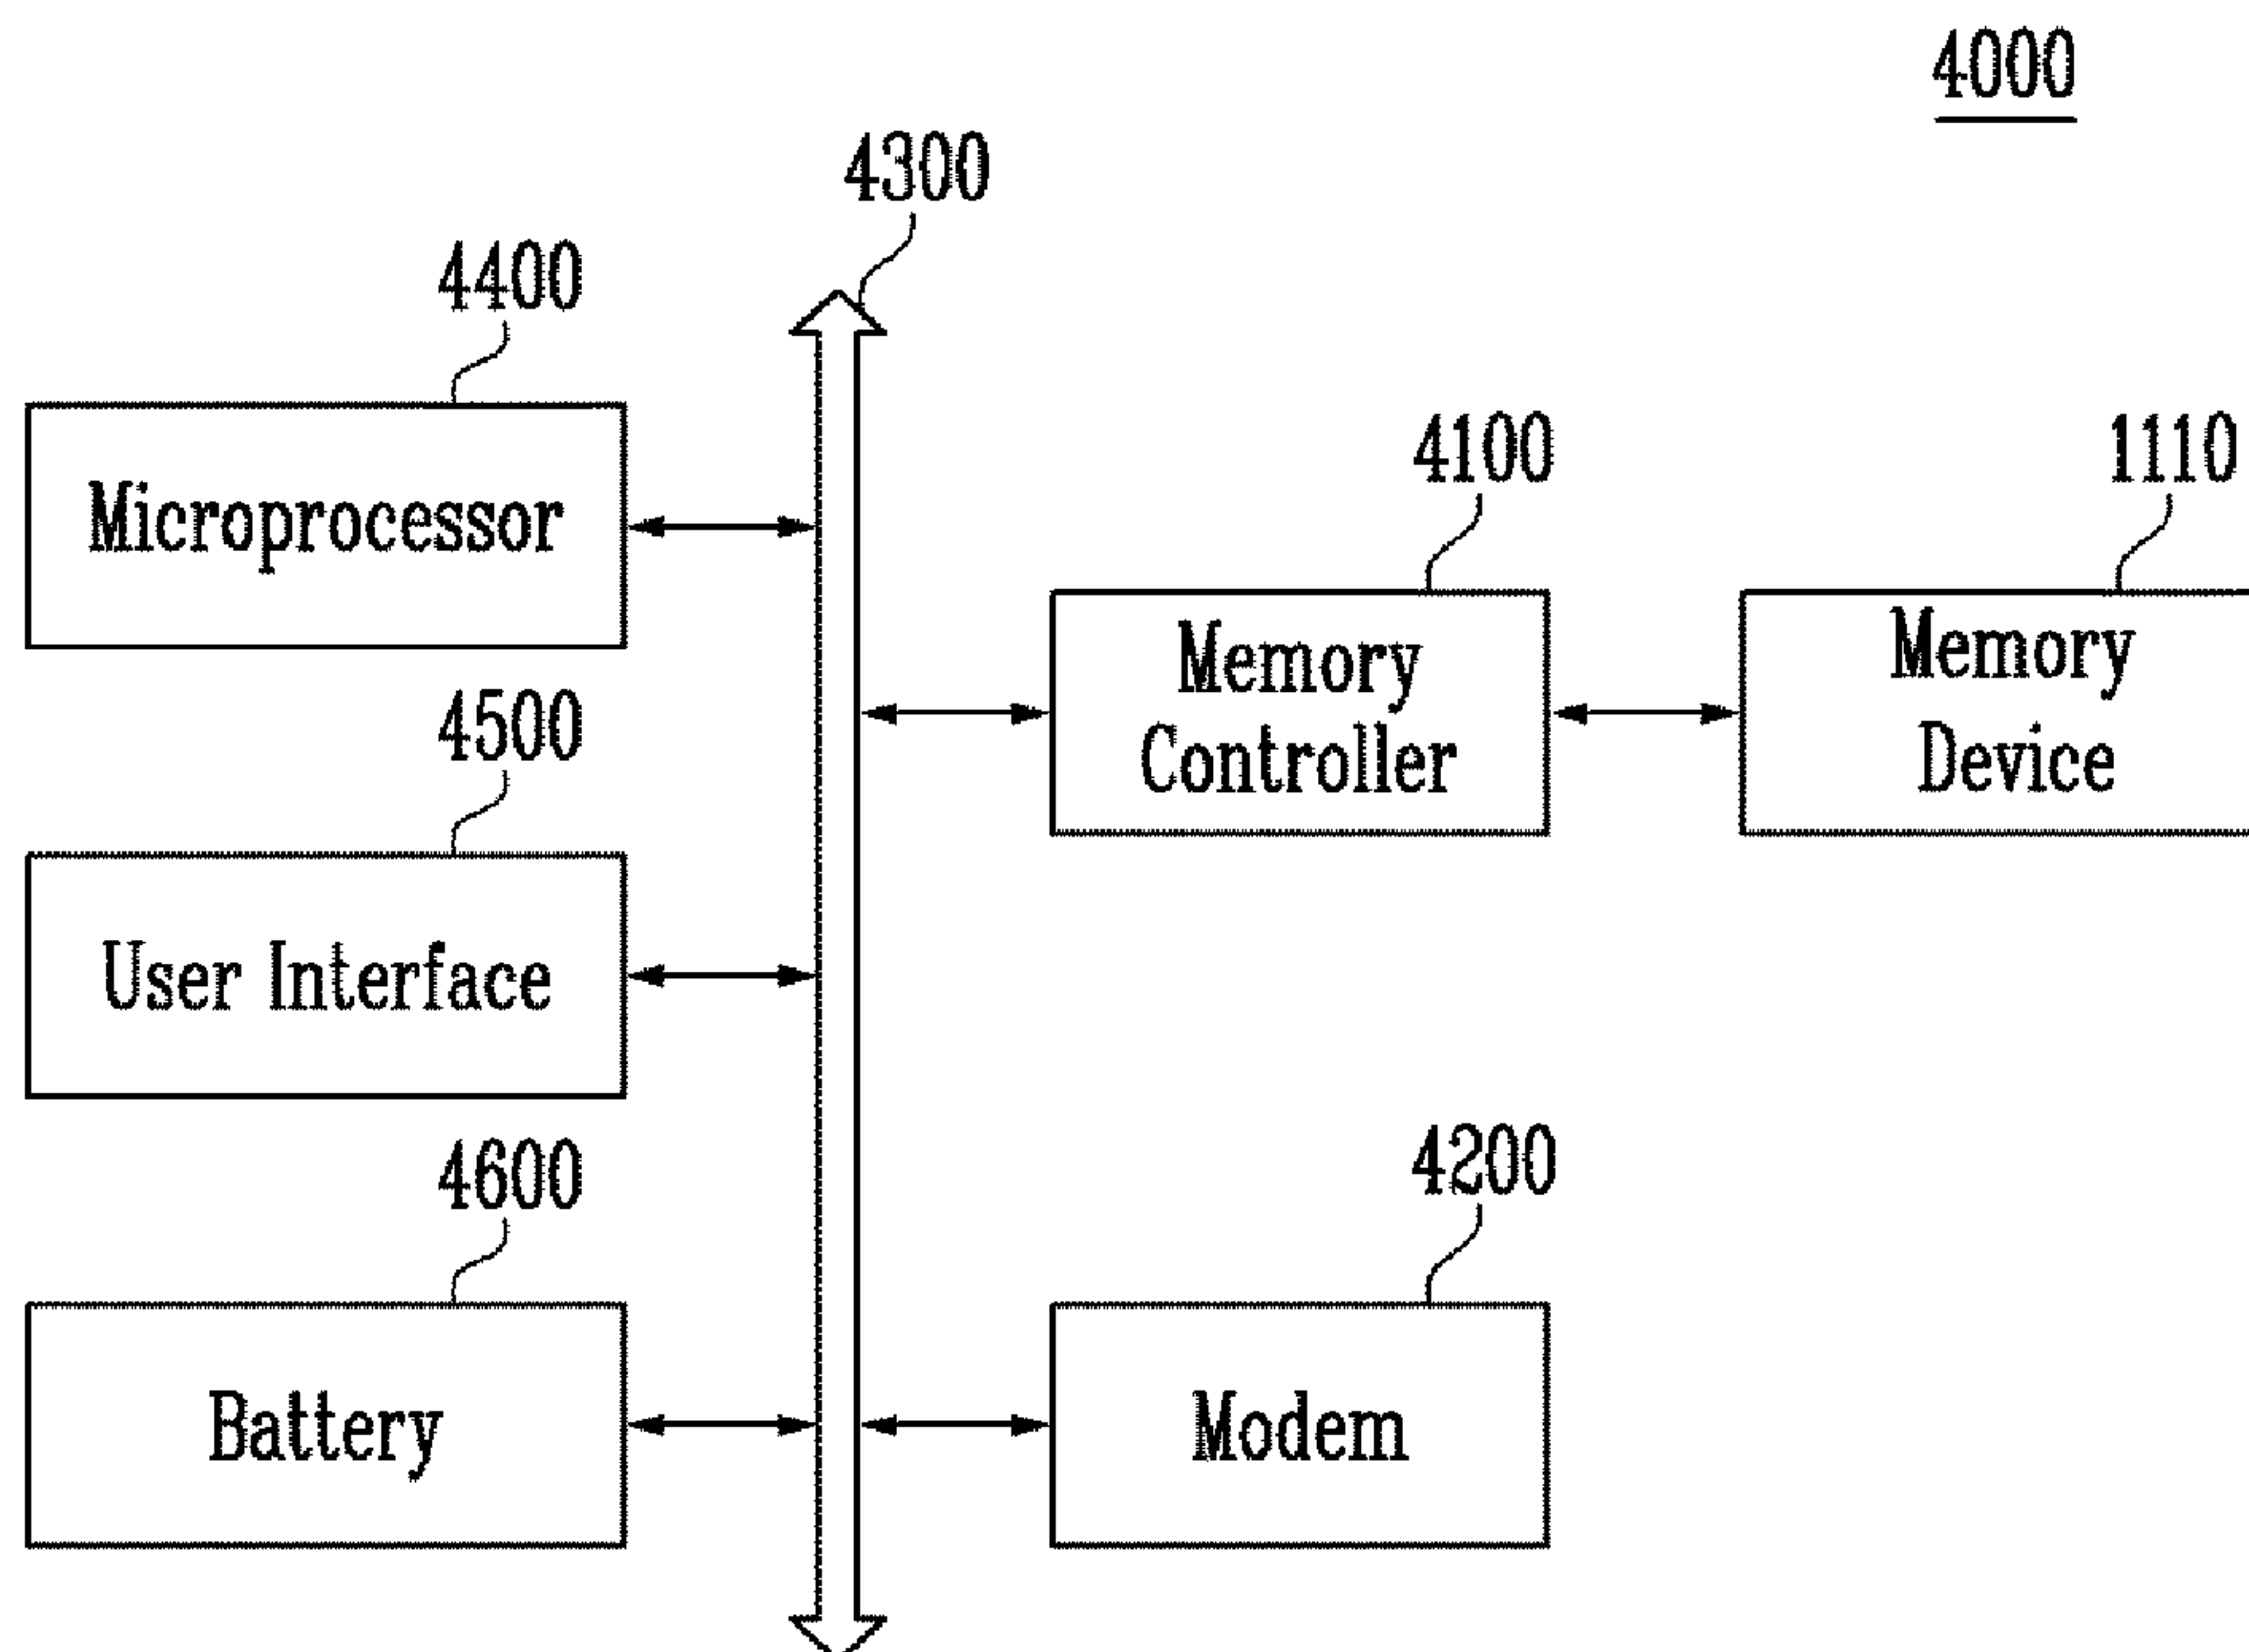 4000
4300
4400
Microprocessor
4100
1110
Memory
Controller
Memory
Device
4500
User Interface
4600
Battery
4200
Modem